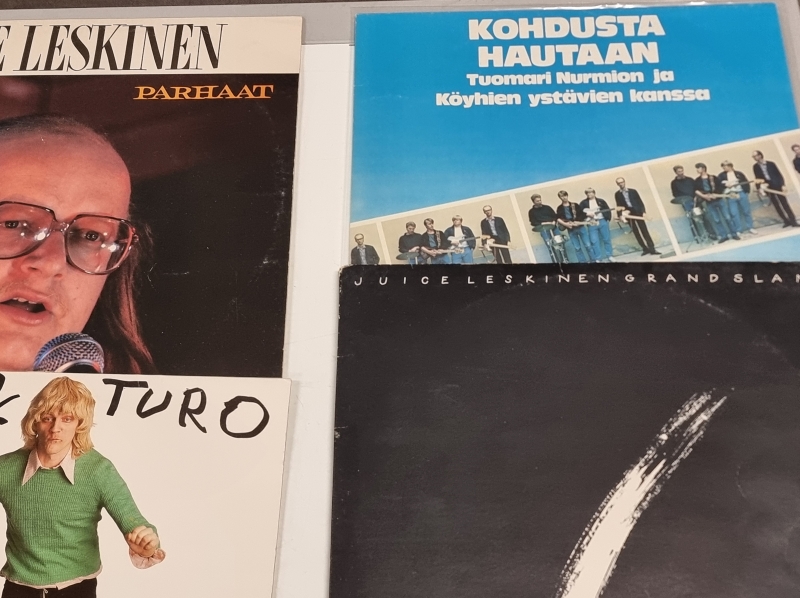 LESKINEN
PARHAAT
KOHDUSTA
HAUTAAN
Tuomari Nurmion ja
Köyhien ystävien kanssa
JUICE LESKINEN GRAND SLAM
TURO